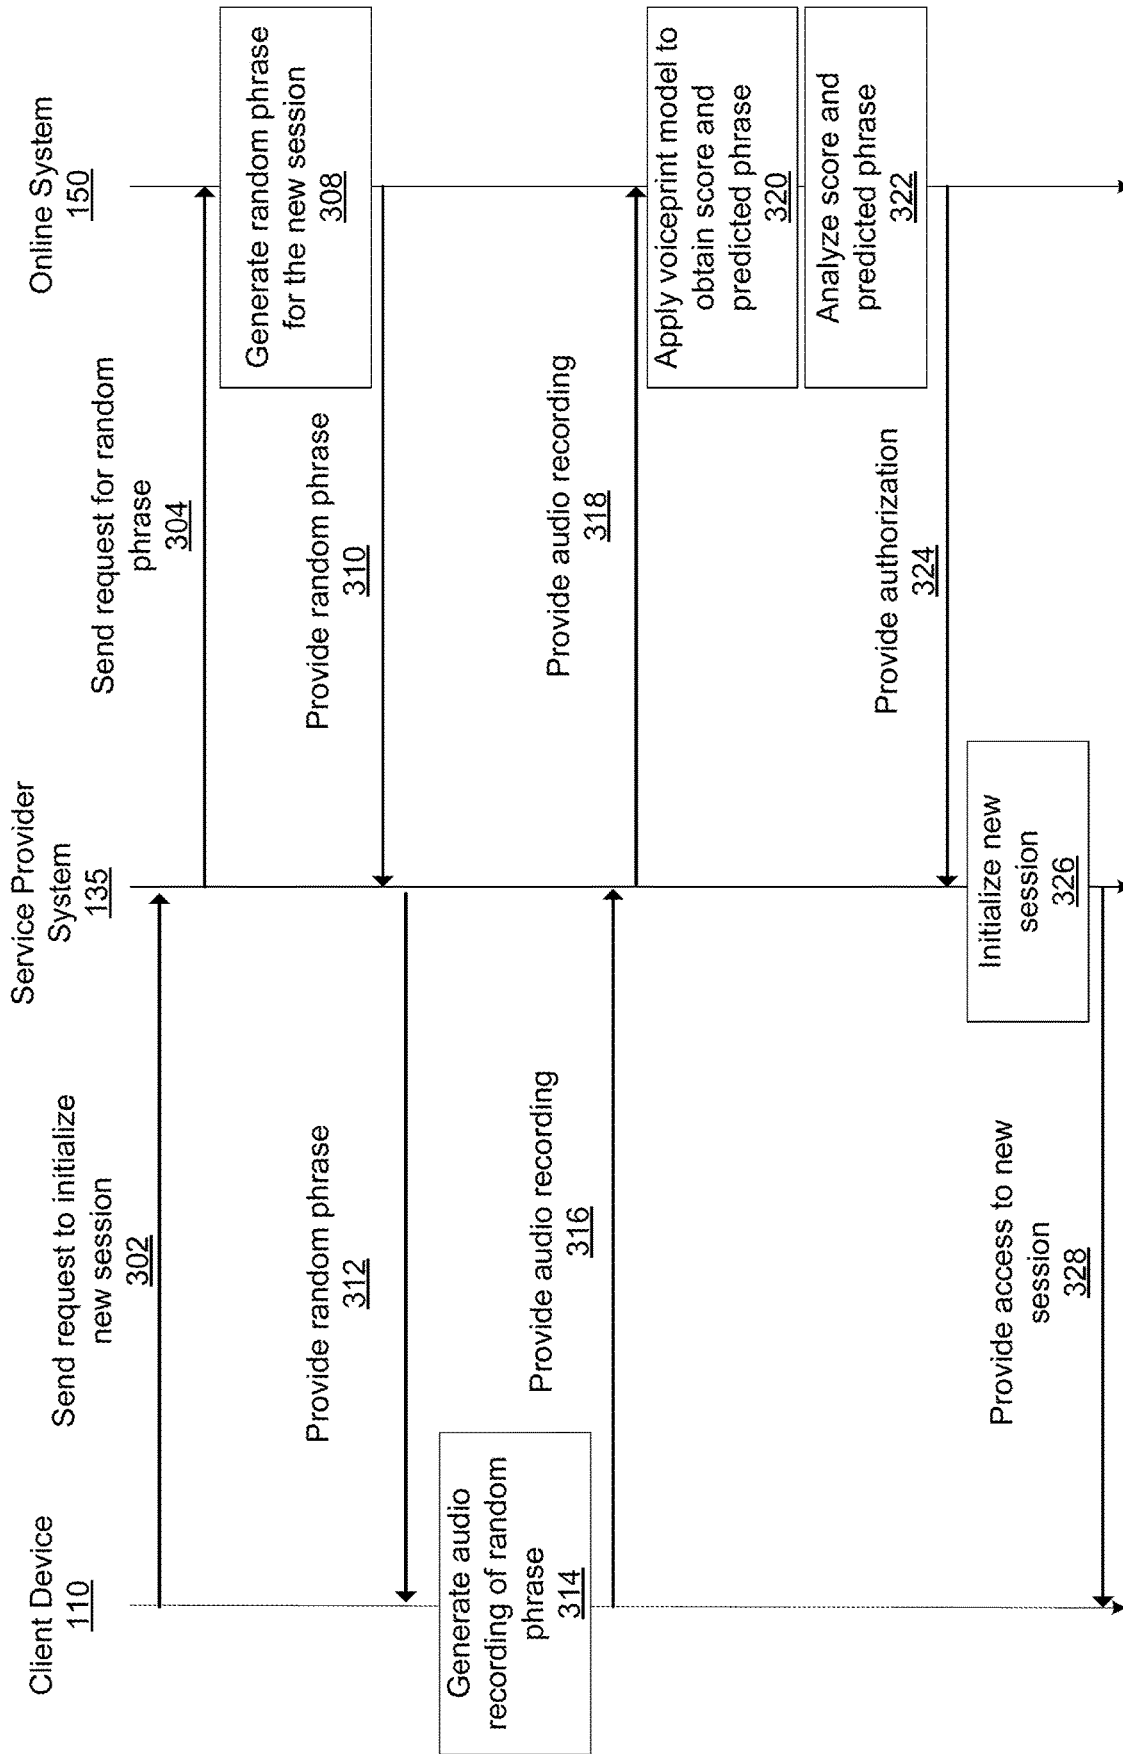 Client Device
110
Service Provider
System
135
Online System
150
Send request to initialize
new session
302
Send request for random
phrase
304
Generate random phrase
for the new session
308
Provide random phrase
310
Provide random phrase
312
Generate audio
recording of random
phrase
314
Provide audio recording
316
Provide audio recording
318
Apply voiceprint model to
obtain score and
predicted phrase
320
Analyze score and
predicted phrase
322
Provide authorization
324
Initialize new
session
326
Provide access to new
session
328